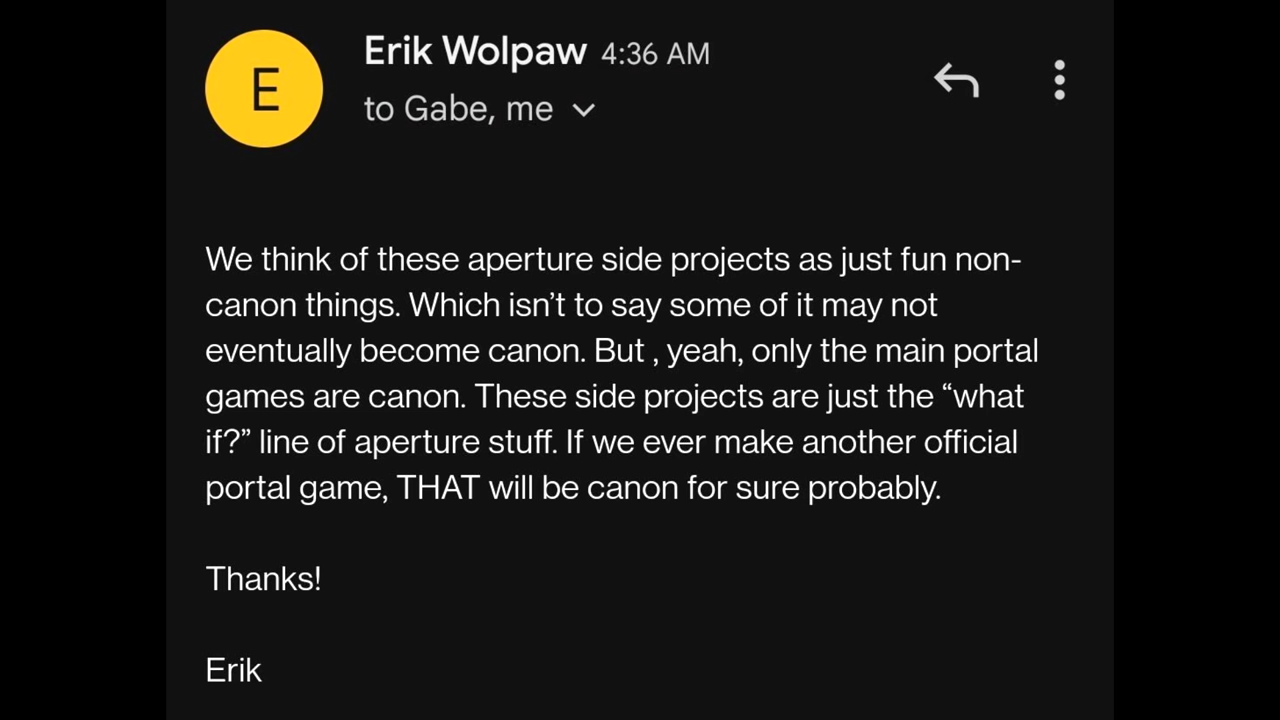 E
Erik Wolpaw 4:36 AM
to Gabe, me
We think of these aperture side projects as just fun non-
canon things. Which isn’t to say some of it may not
eventually become canon. But , yeah, only the main portal
games are canon. These side projects are just the “what
if?” line of aperture stuff. If we ever make another official
portal game, THAT will be canon for sure probably.
Thanks!
Erik